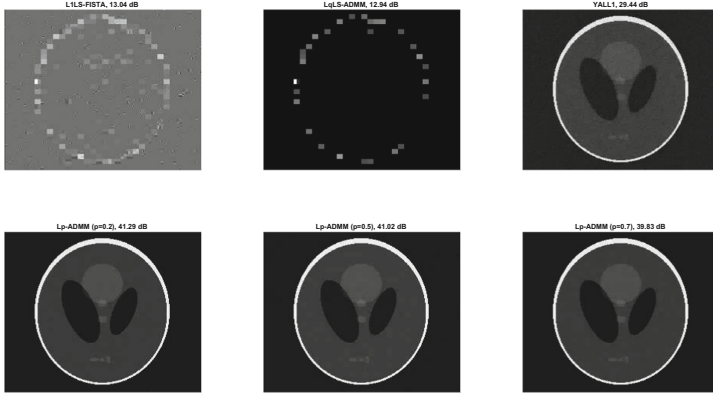 L1LS-FISTA, 13.04 dB
LqLS-ADMM, 12.94 dB
YALL1, 29.44 dB
Lp-ADMM (p=0.2), 41.29 dB
Lp-ADMM (p=0.5), 41.02 dB
Lp-ADMM (p=0.7), 39.83 dB